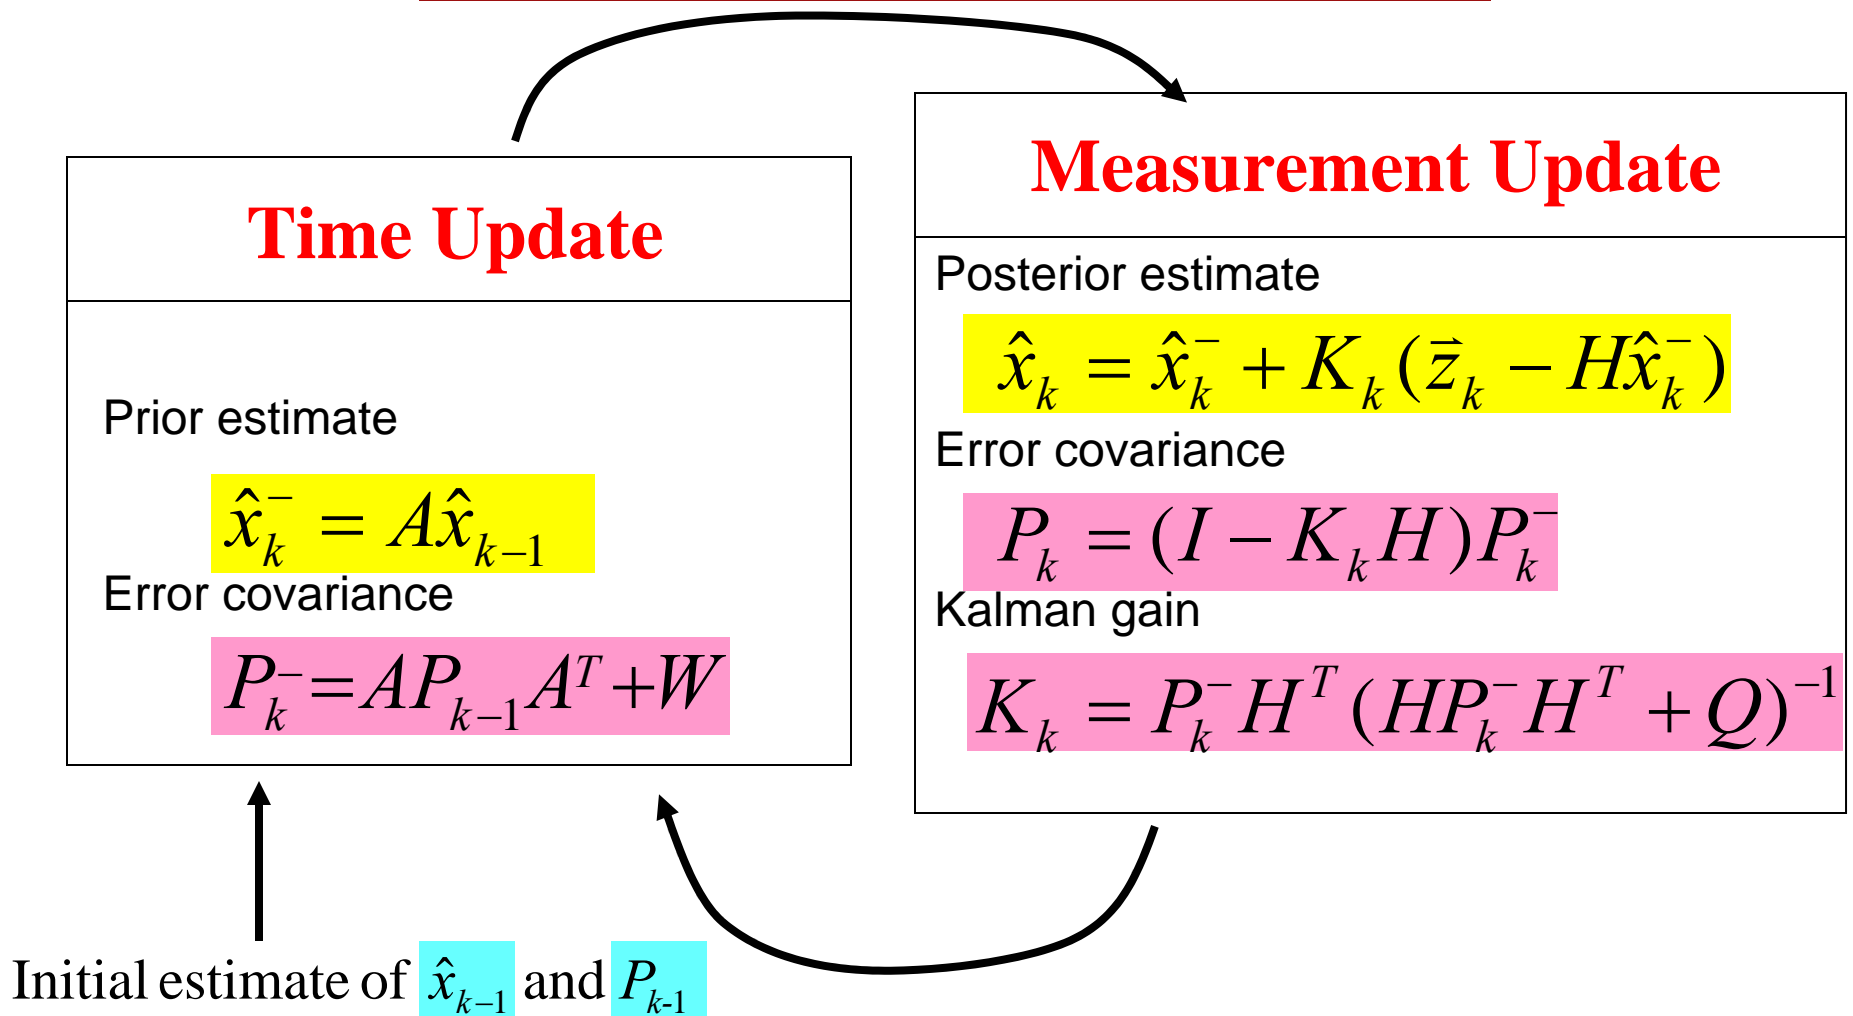 Time Update
Prior estimate
x̂ₖ⁻ = Ax̂ₖ₋₁
Error covariance
Pₖ⁻ = APₖ₋₁Aᵀ + W
Measurement Update
Posterior estimate
x̂ₖ = x̂ₖ⁻ + Kₖ(z⃗ₖ − Hx̂ₖ⁻)
Error covariance
Pₖ = (I − KₖH)Pₖ⁻
Kalman gain
Kₖ = Pₖ⁻Hᵀ(HPₖ⁻Hᵀ + Q)⁻¹
Initial estimate of x̂ₖ₋₁ and Pₖ₋₁